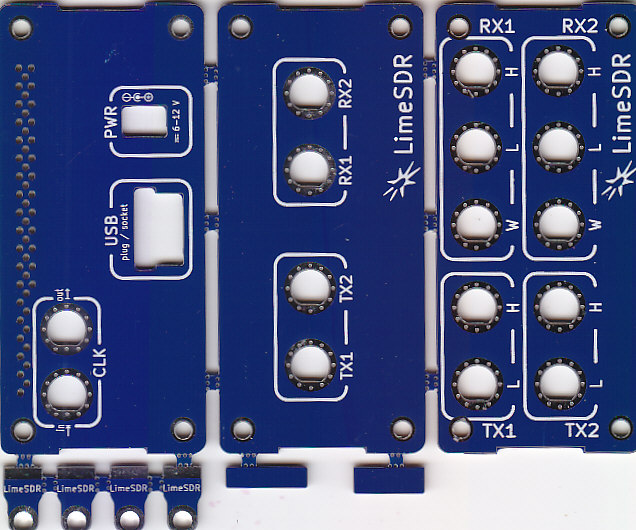 LimeSDR
LimeSDR
LimeSDR
LimeSDR
in out
CLK
USB
plug / socket
PWR
6-12 V
TX1 TX2
RX1 RX2
LimeSDR
TX1
L H
W L H
RX1
TX2
L H
W L H
RX2
LimeSDR